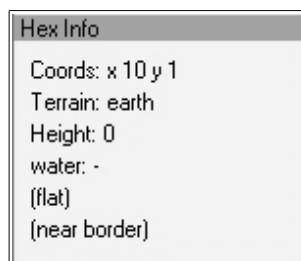 Hex Info
Coords: x 10 y 1
Terrain: earth
Height: 0
water: -
(flat)
(near border)